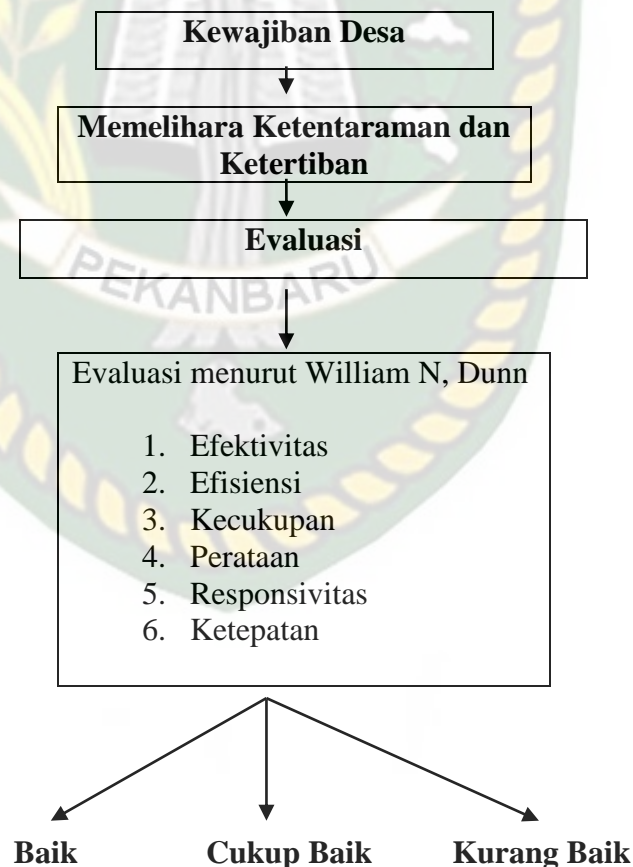 Kewajiban Desa
Memelihara Ketentaraman dan
Ketertiban
Evaluasi
PEKANBARU
Evaluasi menurut William N, Dunn
1. Efektivitas
2. Efisiensi
3. Kecukupan
4. Perataan
5. Responsivitas
6. Ketepatan
Baik Cukup Baik Kurang Baik